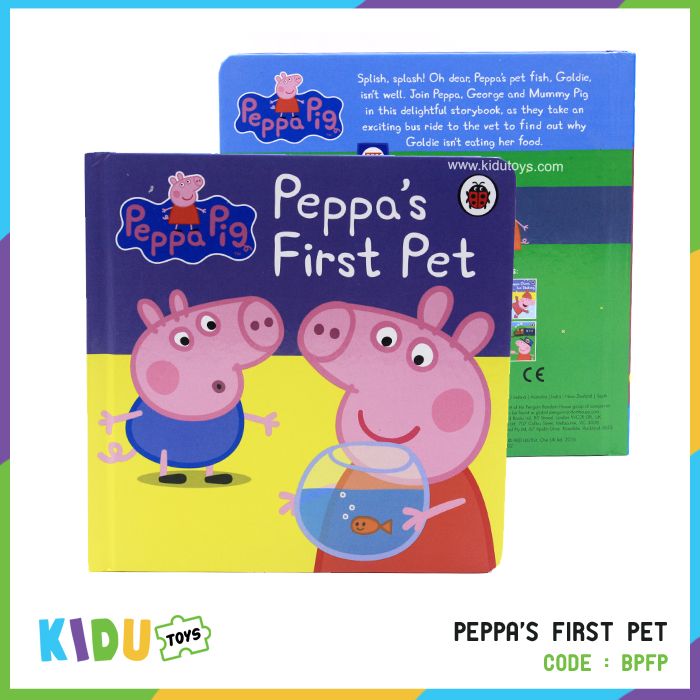 Peppa Pig
Splish, splash! Oh dear, Peppa's pet fish, Goldie,
isn't well. Join Peppa, George and Mummy Pig
in this delightful storybook, as they take an
exciting bus ride to the vet to find out why
Goldie isn't eating her food.
www.kidutoys.com
Peppa Pig
Peppa's
First Pet
CE
KIDU
TOYS
PEPPA'S FIRST PET
CODE : BPFP